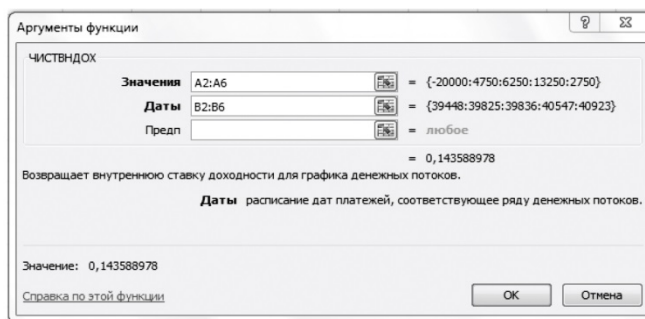 Аргументы функции
ЧИСТВНДОХ
Значения A2:A6 = {-20000:4750:6250:13250:2750}
Даты B2:B6 = {39448:39825:39836:40547:40923}
Предп = любое
= 0,143588978
Возвращает внутреннюю ставку доходности для графика денежных потоков.
Даты расписание дат платежей, соответствующее ряду денежных потоков.
Значение: 0,143588978
Справка по этой функции OK Отмена